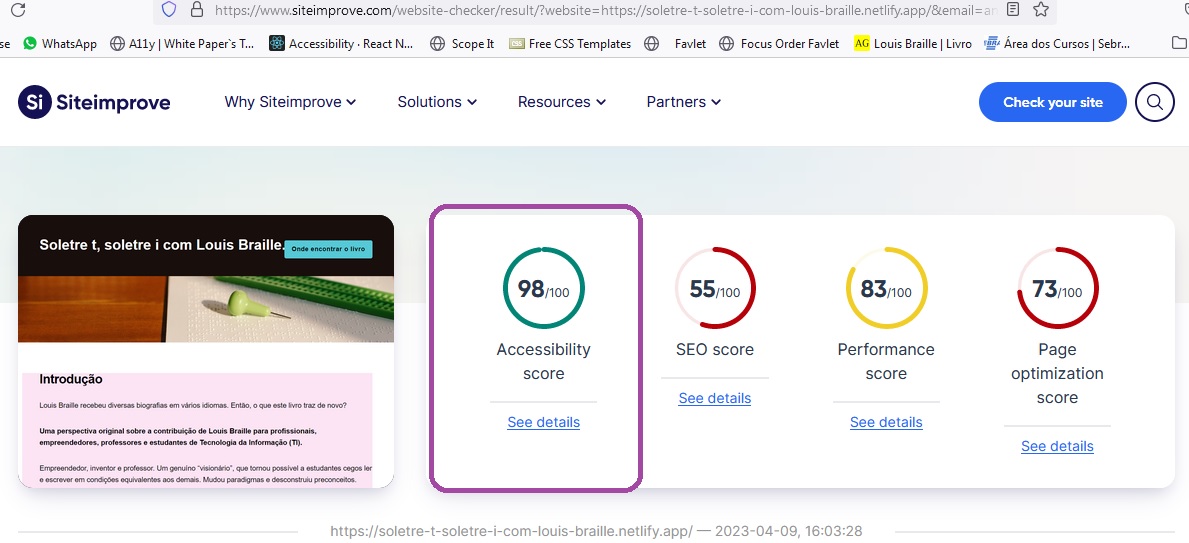 https://www.siteimprove.com/website-checker/result/?website=https://soletre-t-soletre-i-com-louis-braille.netlify.app/&email=an
se WhatsApp A11y | White Paper's T... Accessibility · React N... Scope It Free CSS Templates Favlet Focus Order Favlet AG Louis Braille | Livro Área dos Cursos | Sebr...
Si Siteimprove Why Siteimprove Solutions Resources Partners Check your site
Soletre t, soletre i com Louis Braille.
Onde encontrar o livro
Introdução
Louis Braille recebeu diversas biografias em vários idiomas. Então, o que este livro traz de novo?
Uma perspectiva original sobre a contribuição de Louis Braille para profissionais,
empreendedores, professores e estudantes de Tecnologia da Informação (TI).
Empreendedor, inventor e professor. Um genuíno "visionário", que tornou possível a estudantes cegos ler
e escrever em condições equivalentes aos demais. Mudou paradigmas e desconstruiu preconceitos.
98/100
Accessibility
score
See details
55/100
SEO score
See details
83/100
Performance
score
See details
73/100
Page
optimization
score
See details
https://soletre-t-soletre-i-com-louis-braille.netlify.app/ — 2023-04-09, 16:03:28